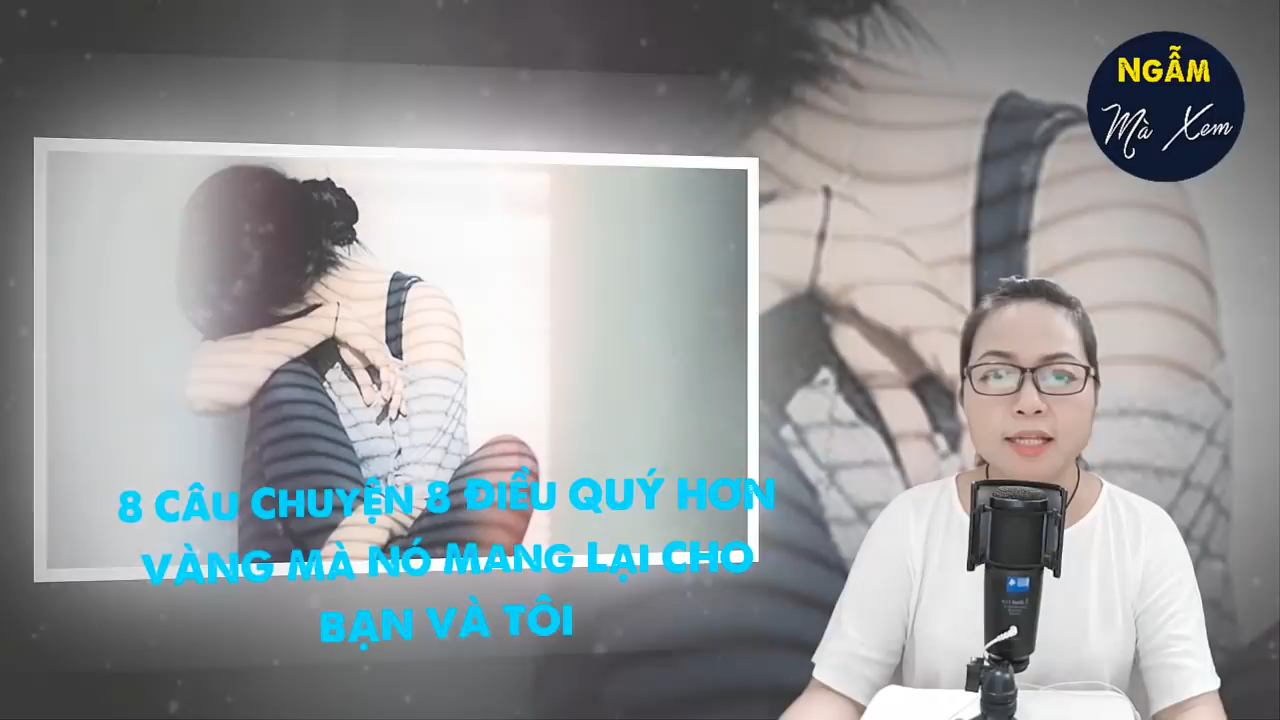 NGẪM
Mà Xem
8 CÂU CHUYỆN 8 ĐIỀU QUÝ HƠN
VÀNG MÀ NÓ MANG LẠI CHO
BẠN VÀ TÔI